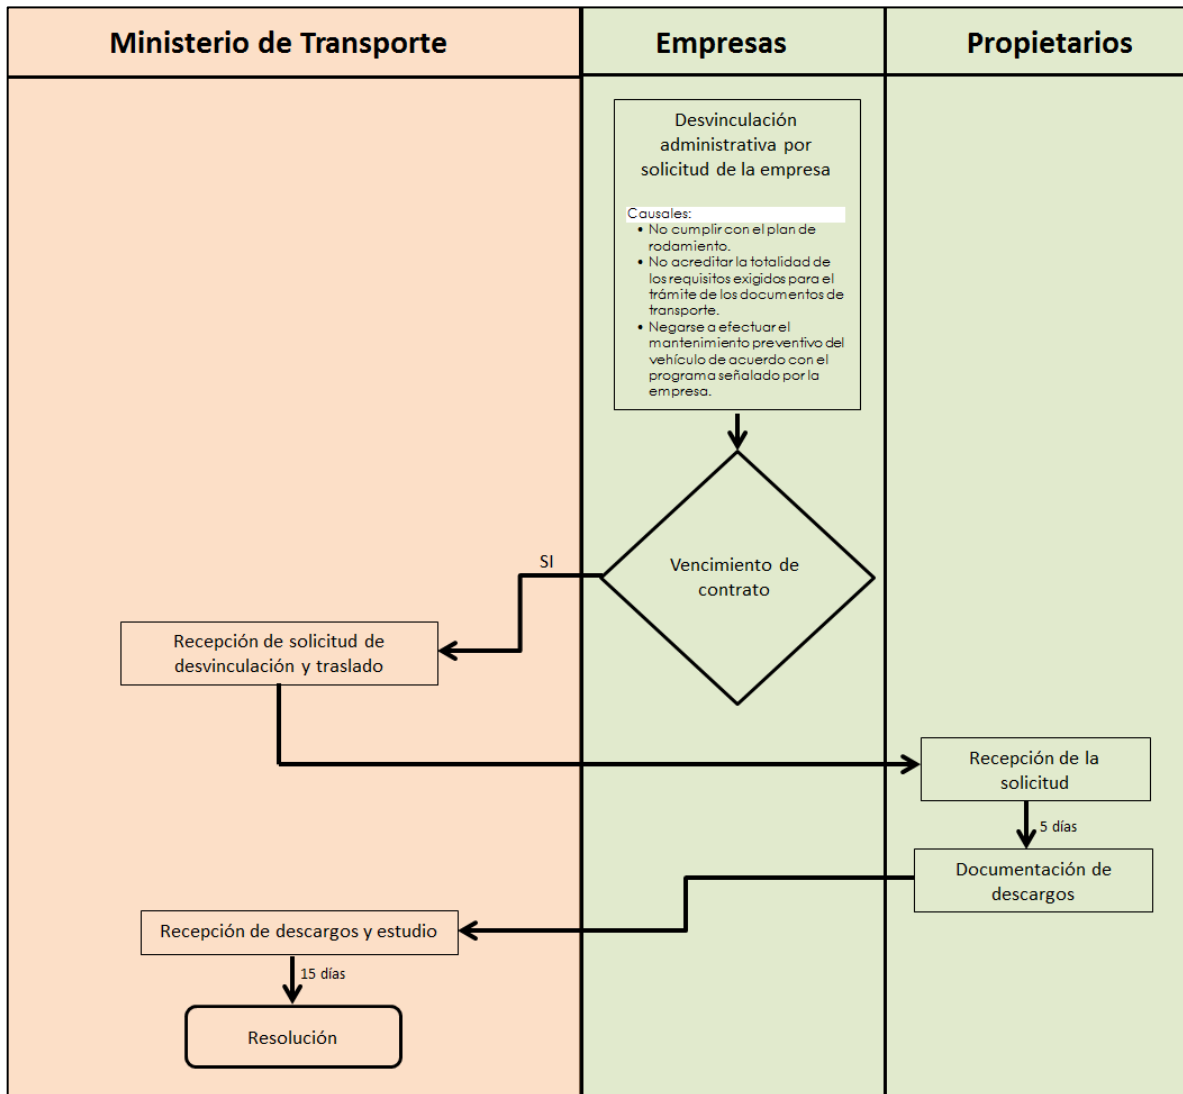 Ministerio de Transporte
Empresas
Propietarios
Desvinculación
administrativa por
solicitud de la empresa
Causales:
• No cumplir con el plan de
rodamiento.
• No acreditar la totalidad de
los requisitos exigidos para el
trámite de los documentos de
transporte.
• Negarse a efectuar el
mantenimiento preventivo del
vehículo de acuerdo con el
programa señalado por la
empresa.
SI
Vencimiento de
contrato
Recepción de solicitud de
desvinculación y traslado
Recepción de la
solicitud
5 días
Documentación de
descargos
Recepción de descargos y estudio
15 días
Resolución